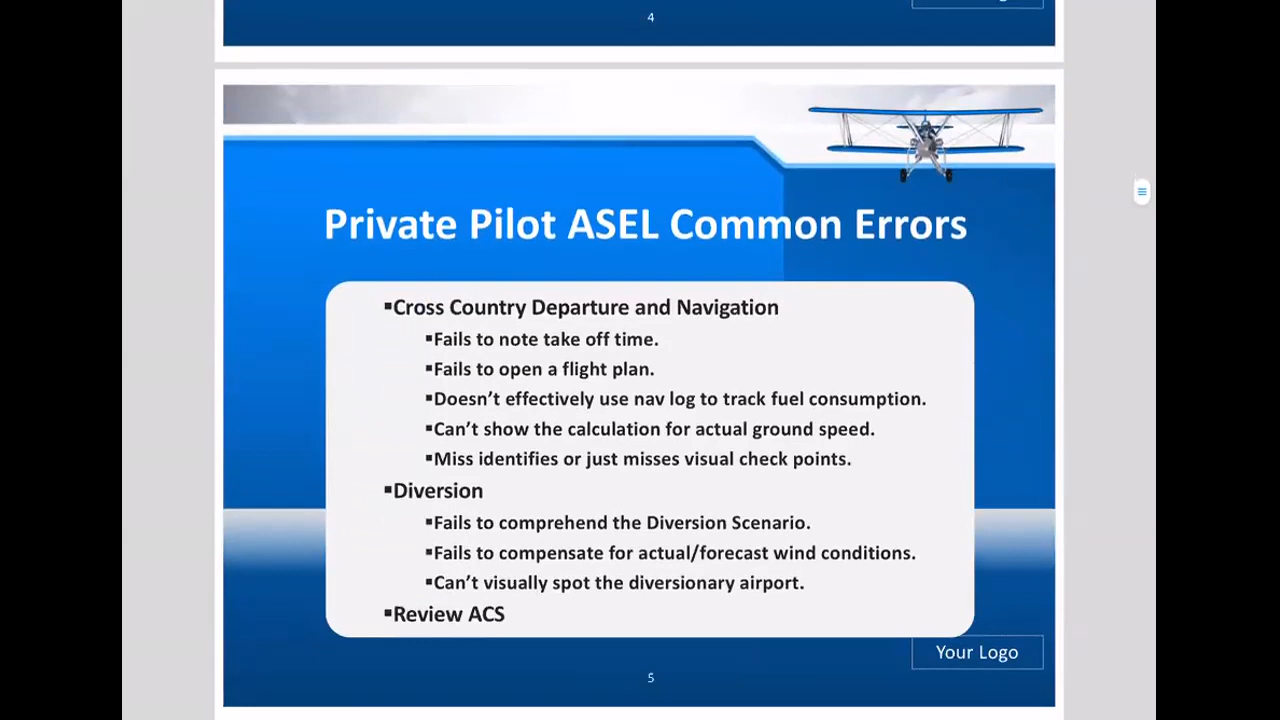 4
Private Pilot ASEL Common Errors
▪Cross Country Departure and Navigation
▪Fails to note take off time.
▪Fails to open a flight plan.
▪Doesn’t effectively use nav log to track fuel consumption.
▪Can’t show the calculation for actual ground speed.
▪Miss identifies or just misses visual check points.
▪Diversion
▪Fails to comprehend the Diversion Scenario.
▪Fails to compensate for actual/forecast wind conditions.
▪Can’t visually spot the diversionary airport.
▪Review ACS
Your Logo
5